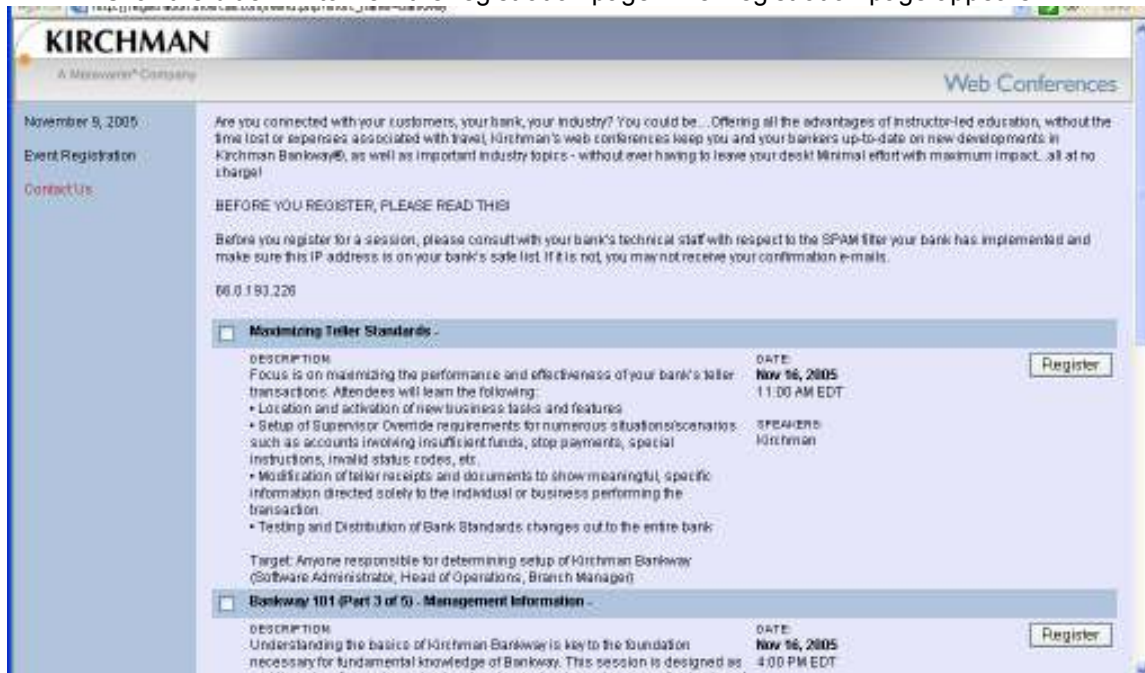 KIRCHMAN
A Metavante® Company
Web Conferences
November 9, 2005
Event Registration
Contact Us
Are you connected with your customers, your bank, your industry? You could be... Offering all the advantages of instructor-led education, without the
time lost or expenses associated with travel, Kirchman's web conferences keep you and your bankers up-to-date on new developments in
Kirchman Bankway®, as well as important industry topics - without ever having to leave your desk! Minimal effort with maximum impact...all at no
charge!
BEFORE YOU REGISTER, PLEASE READ THIS!
Before you register for a session, please consult with your bank's technical staff with respect to the SPAM filter your bank has implemented and
make sure this IP address is on your bank's safe list. If it is not, you may not receive your confirmation e-mails.
66.0.193.226
Maximizing Teller Standards -
DESCRIPTION:
Focus is on maximizing the performance and effectiveness of your bank's teller
transactions. Attendees will learn the following:
• Location and activation of new business tasks and features
• Setup of Supervisor Override requirements for numerous situations/scenarios
such as accounts involving insufficient funds, stop payments, special
instructions, invalid status codes, etc.
• Modification of teller receipts and documents to show meaningful, specific
information directed solely to the individual or business performing the
transaction.
• Testing and Distribution of Bank Standards changes out to the entire bank
Target: Anyone responsible for determining setup of Kirchman Bankway
(Software Administrator, Head of Operations, Branch Manager)
DATE:
Nov 16, 2005
11:00 AM EDT
SPEAKERS:
Kirchman
Register
Bankway 101 (Part 3 of 5) - Management Information -
DESCRIPTION:
Understanding the basics of Kirchman Bankway is key to the foundation
necessary for fundamental knowledge of Bankway. This session is designed as
DATE:
Nov 16, 2005
4:00 PM EDT
Register